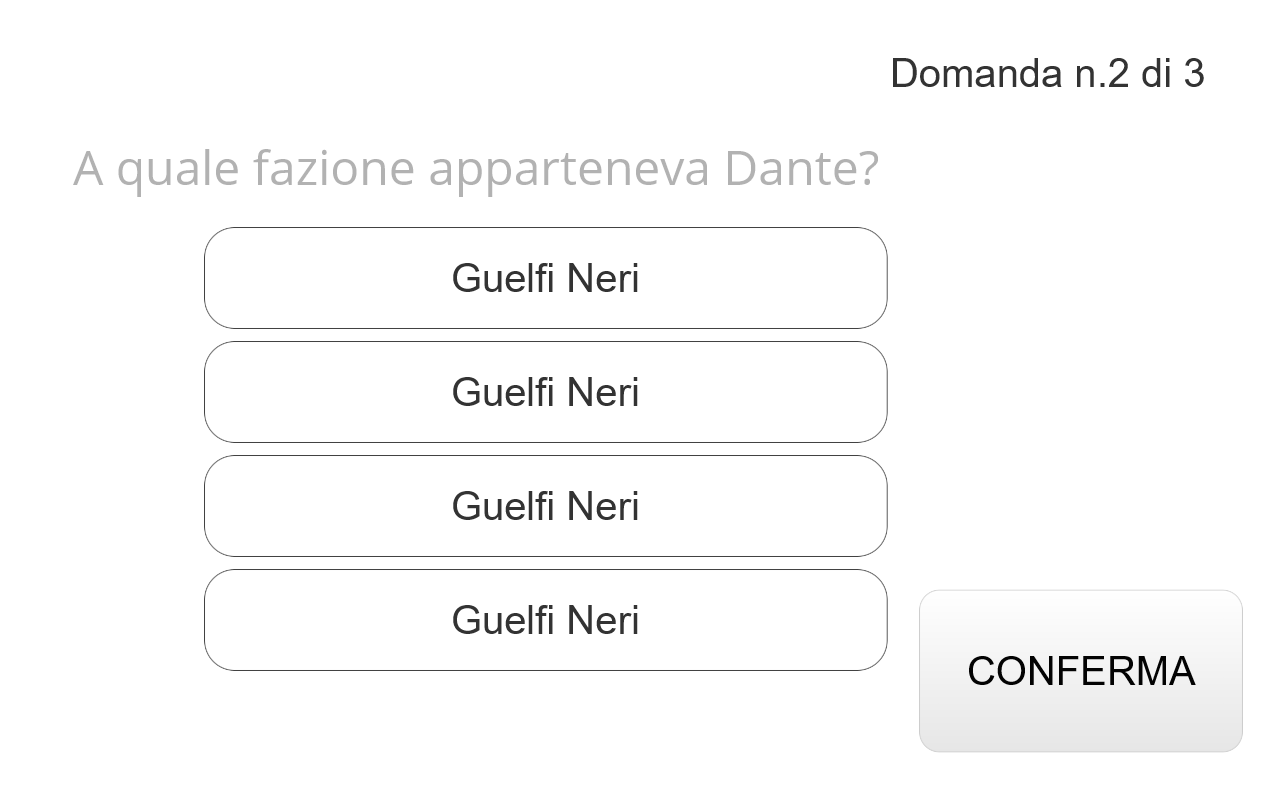 Domanda n.2 di 3
A quale fazione apparteneva Dante?
Guelfi Neri
Guelfi Neri
Guelfi Neri
Guelfi Neri
CONFERMA